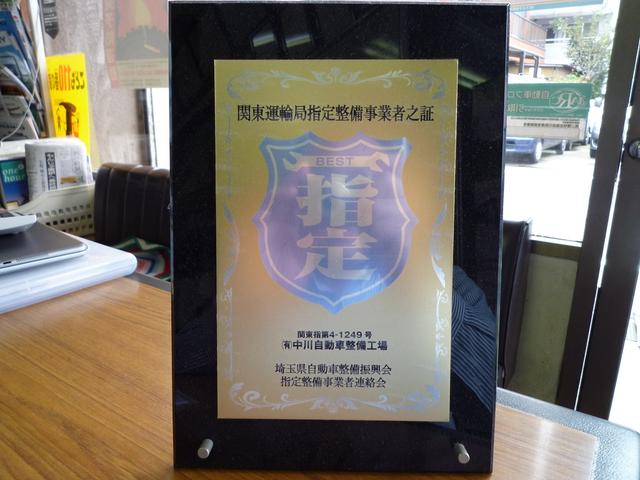 関東運輸局指定整備事業者之証
BEST
指定
関東指第4-1249号
(有)中川自動車整備工場
埼玉県自動車整備振興会
指定整備事業者連絡会
one
hour